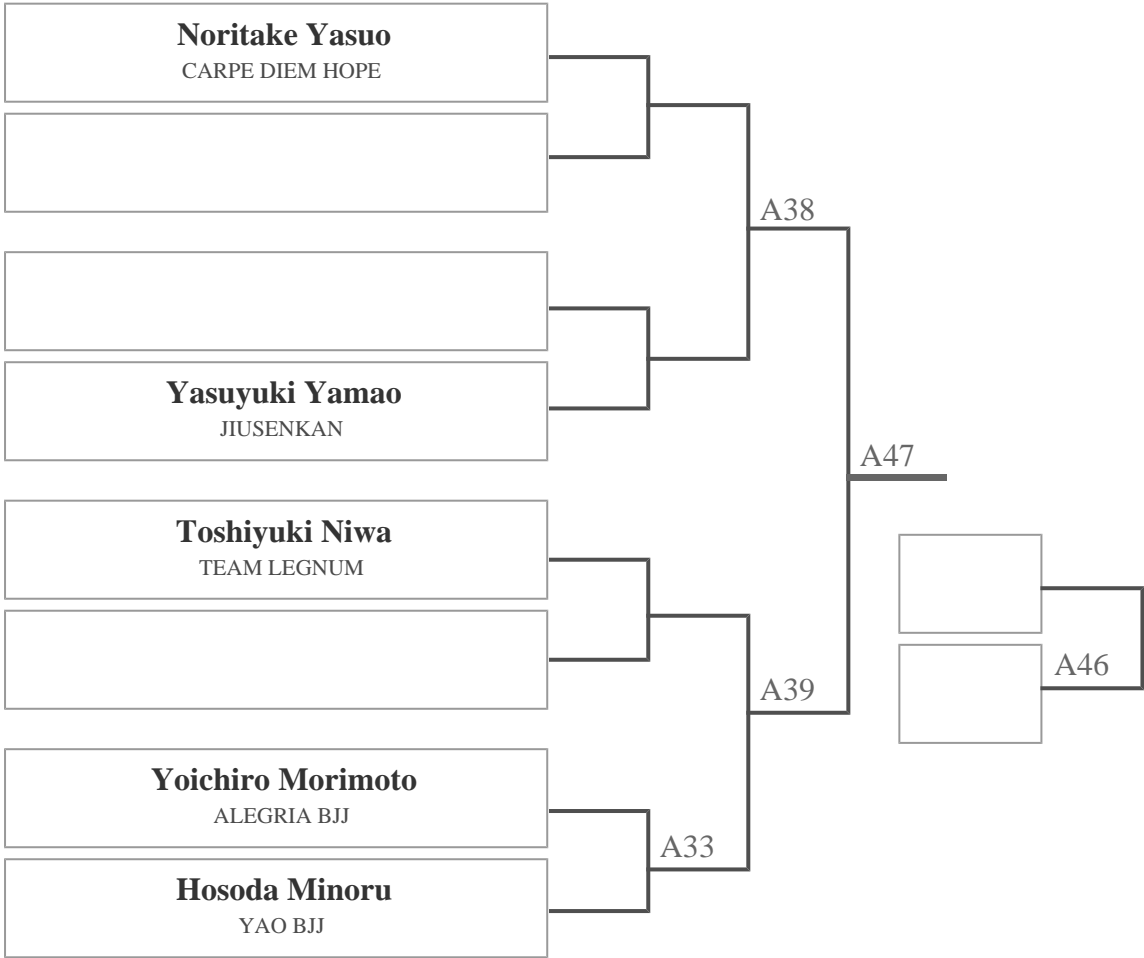 Noritake Yasuo
CARPE DIEM HOPE
A38
Yasuyuki Yamao
JIUSENKAN
A47
Toshiyuki Niwa
TEAM LEGNUM
A46
A39
Yoichiro Morimoto
ALEGRIA BJJ
A33
Hosoda Minoru
YAO BJJ